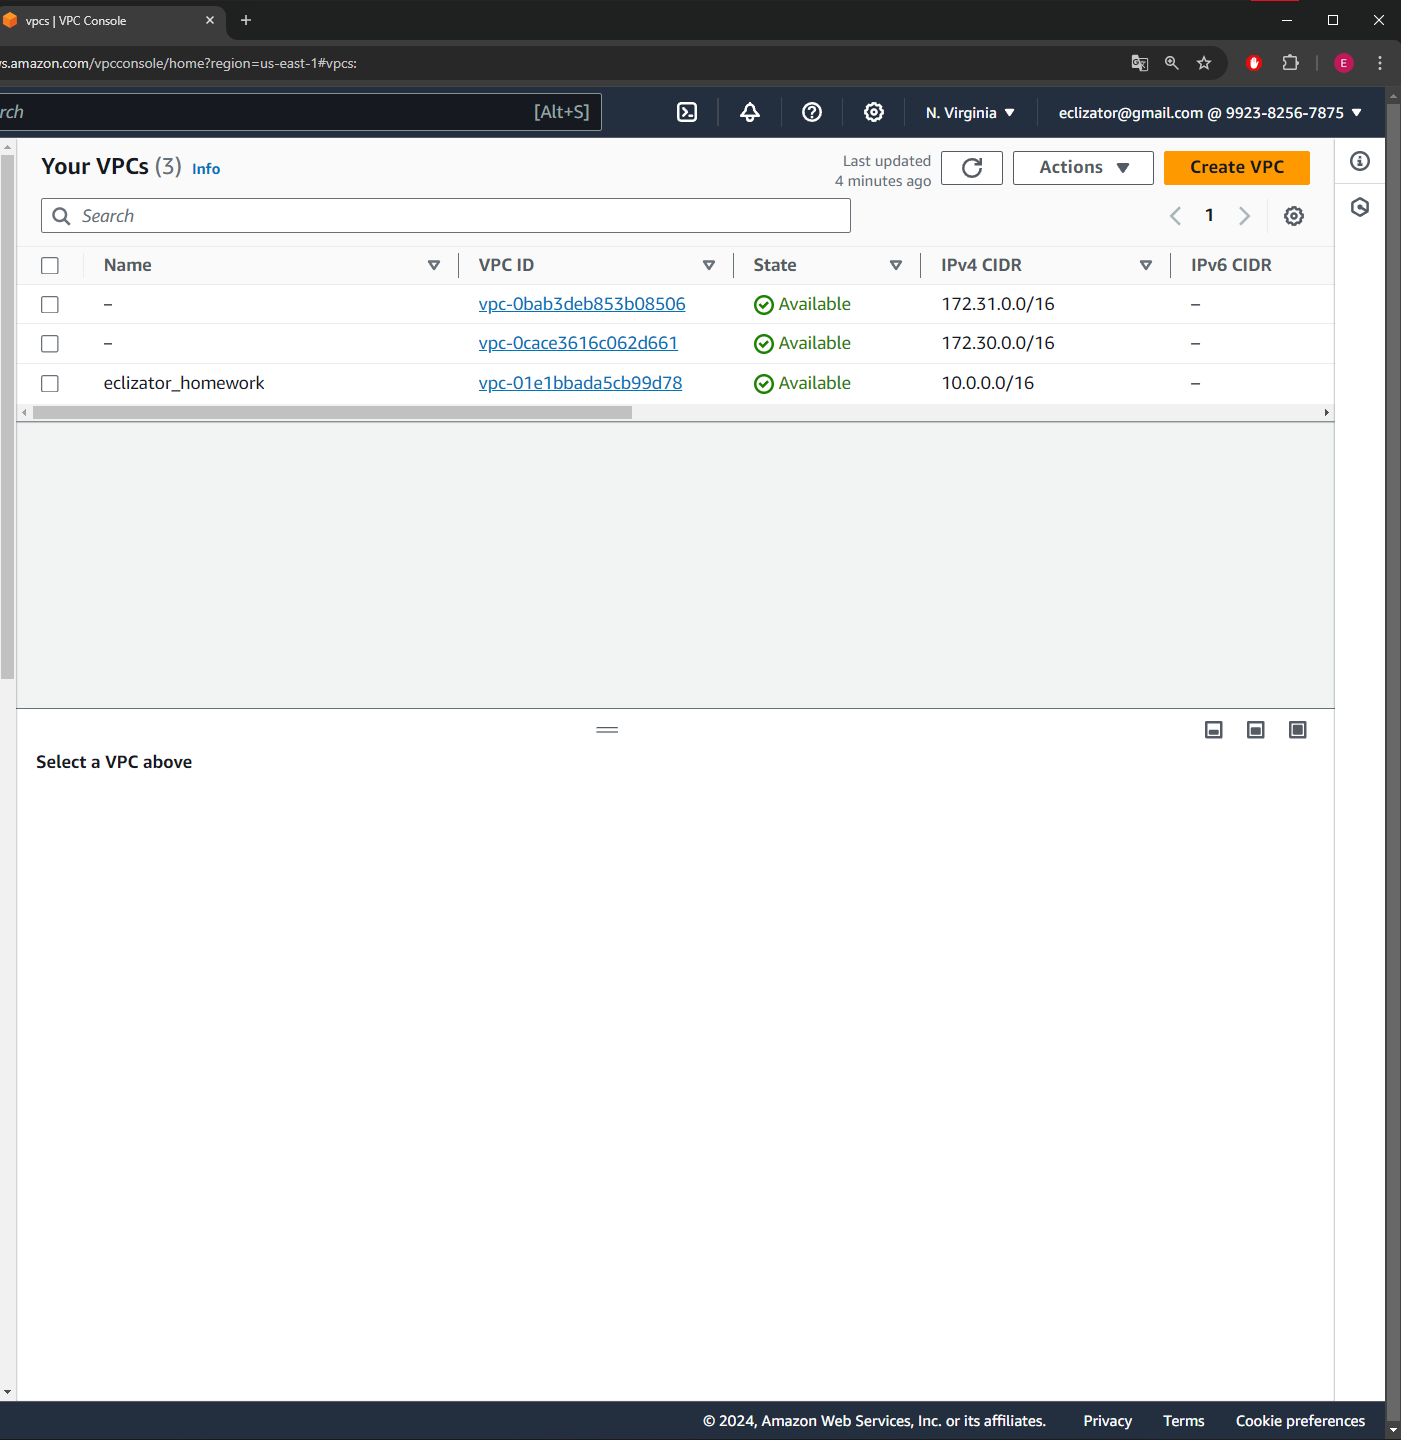 vpcs | VPC Console
vs.amazon.com/vpcconsole/home?region=us-east-1#vpcs:
E
rch [Alt+S] N. Virginia eclizator@gmail.com @ 9923-8256-7875
Your VPCs (3) Info
Last updated
4 minutes ago
Actions Create VPC
Search
1
Name VPC ID State IPv4 CIDR IPv6 CIDR
– vpc-0bab3deb853b08506 Available 172.31.0.0/16 –
– vpc-0cace3616c062d661 Available 172.30.0.0/16 –
eclizator_homework vpc-01e1bbada5cb99d78 Available 10.0.0.0/16 –
Select a VPC above
© 2024, Amazon Web Services, Inc. or its affiliates. Privacy Terms Cookie preferences